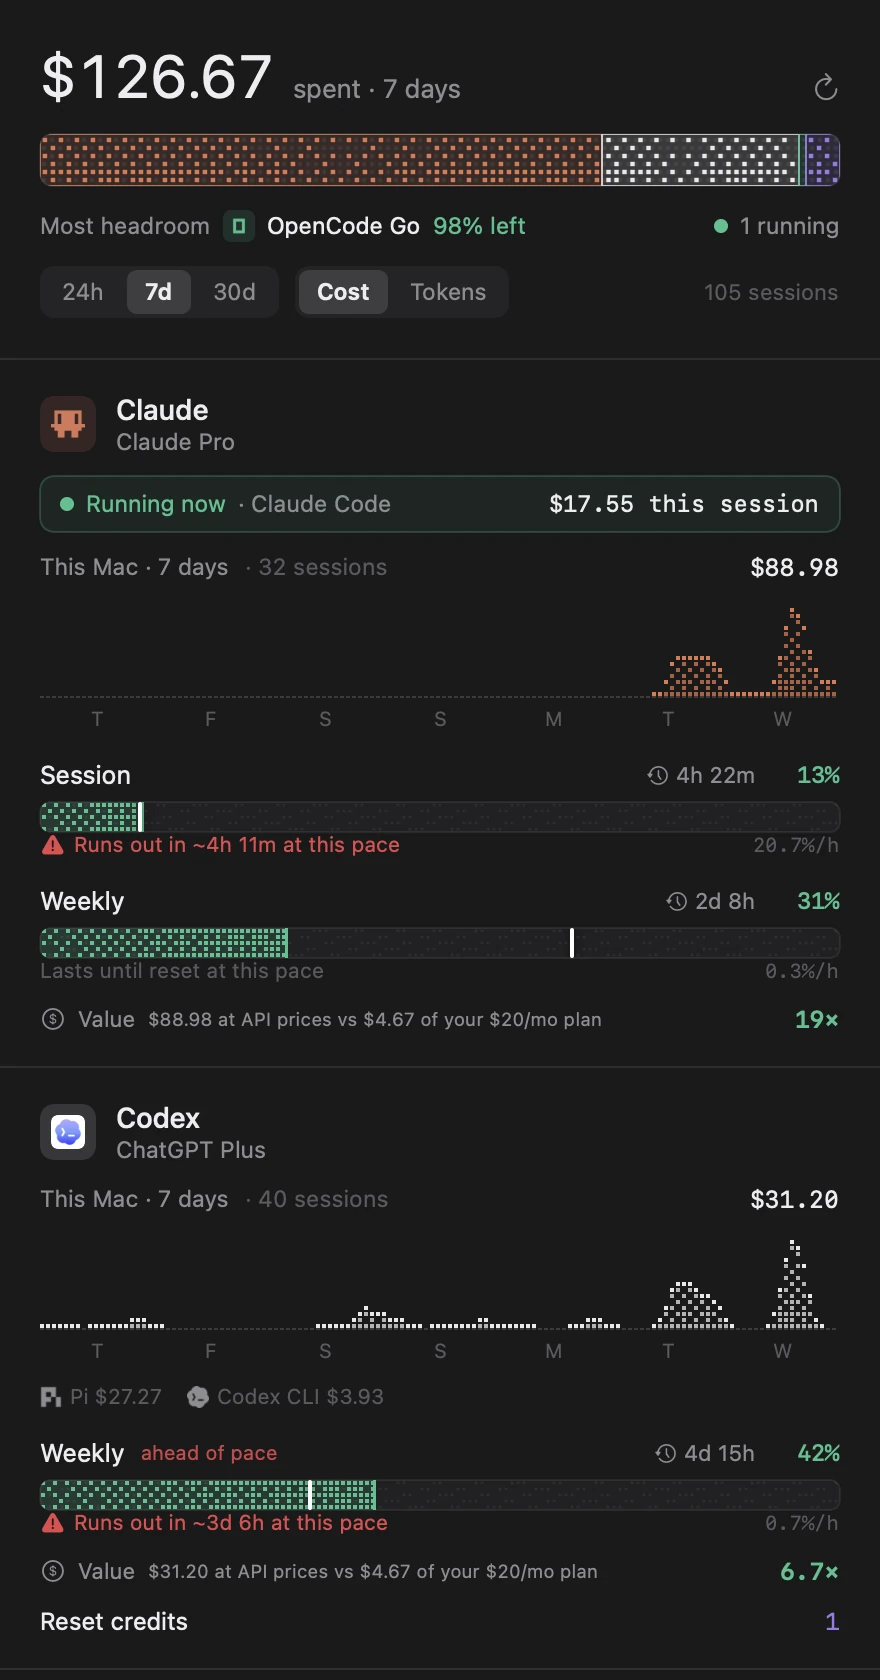 $126.67 spent · 7 days
Most headroom OpenCode Go 98% left 1 running
24h 7d 30d Cost Tokens 105 sessions
Claude
Claude Pro
Running now · Claude Code $17.55 this session
This Mac · 7 days · 32 sessions $88.98
T F S S M T W
Session 4h 22m 13%
Runs out in ~4h 11m at this pace 20.7%/h
Weekly 2d 8h 31%
Lasts until reset at this pace 0.3%/h
Value $88.98 at API prices vs $4.67 of your $20/mo plan 19×
Codex
ChatGPT Plus
This Mac · 7 days · 40 sessions $31.20
T F S S M T W
Pi $27.27 Codex CLI $3.93
Weekly ahead of pace 4d 15h 42%
Runs out in ~3d 6h at this pace 0.7%/h
Value $31.20 at API prices vs $4.67 of your $20/mo plan 6.7×
Reset credits 1